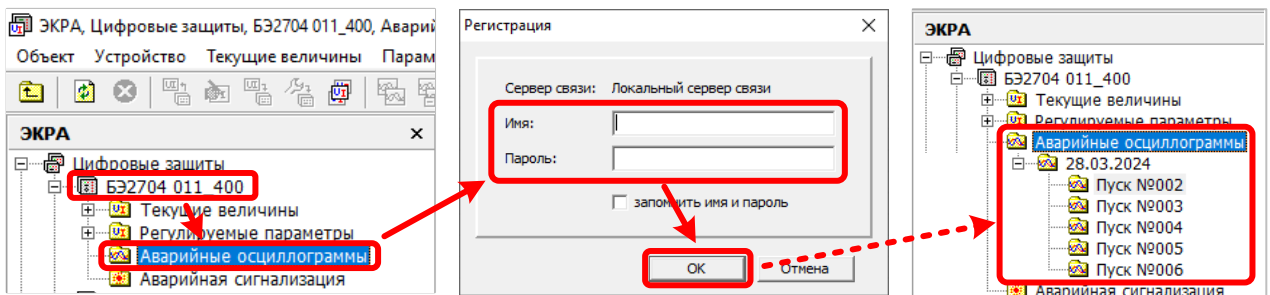 ЭКРА, Цифровые защиты, БЭ2704 011_400, Авари
Объект Устройство Текущие величины Парам
ЭКРА
Цифровые защиты
БЭ2704 011_400
Текущие величины
Регулируемые параметры
Аварийные осциллограммы
Аварийная сигнализация
Регистрация
Сервер связи: Локальный сервер связи
Имя:
Пароль:
запомнить имя и пароль
ОК Отмена
ЭКРА
Цифровые защиты
БЭ2704 011_400
Текущие величины
Регулируемые параметры
Аварийные осциллограммы
28.03.2024
Пуск №002
Пуск №003
Пуск №004
Пуск №005
Пуск №006
Аварийная сигнализация